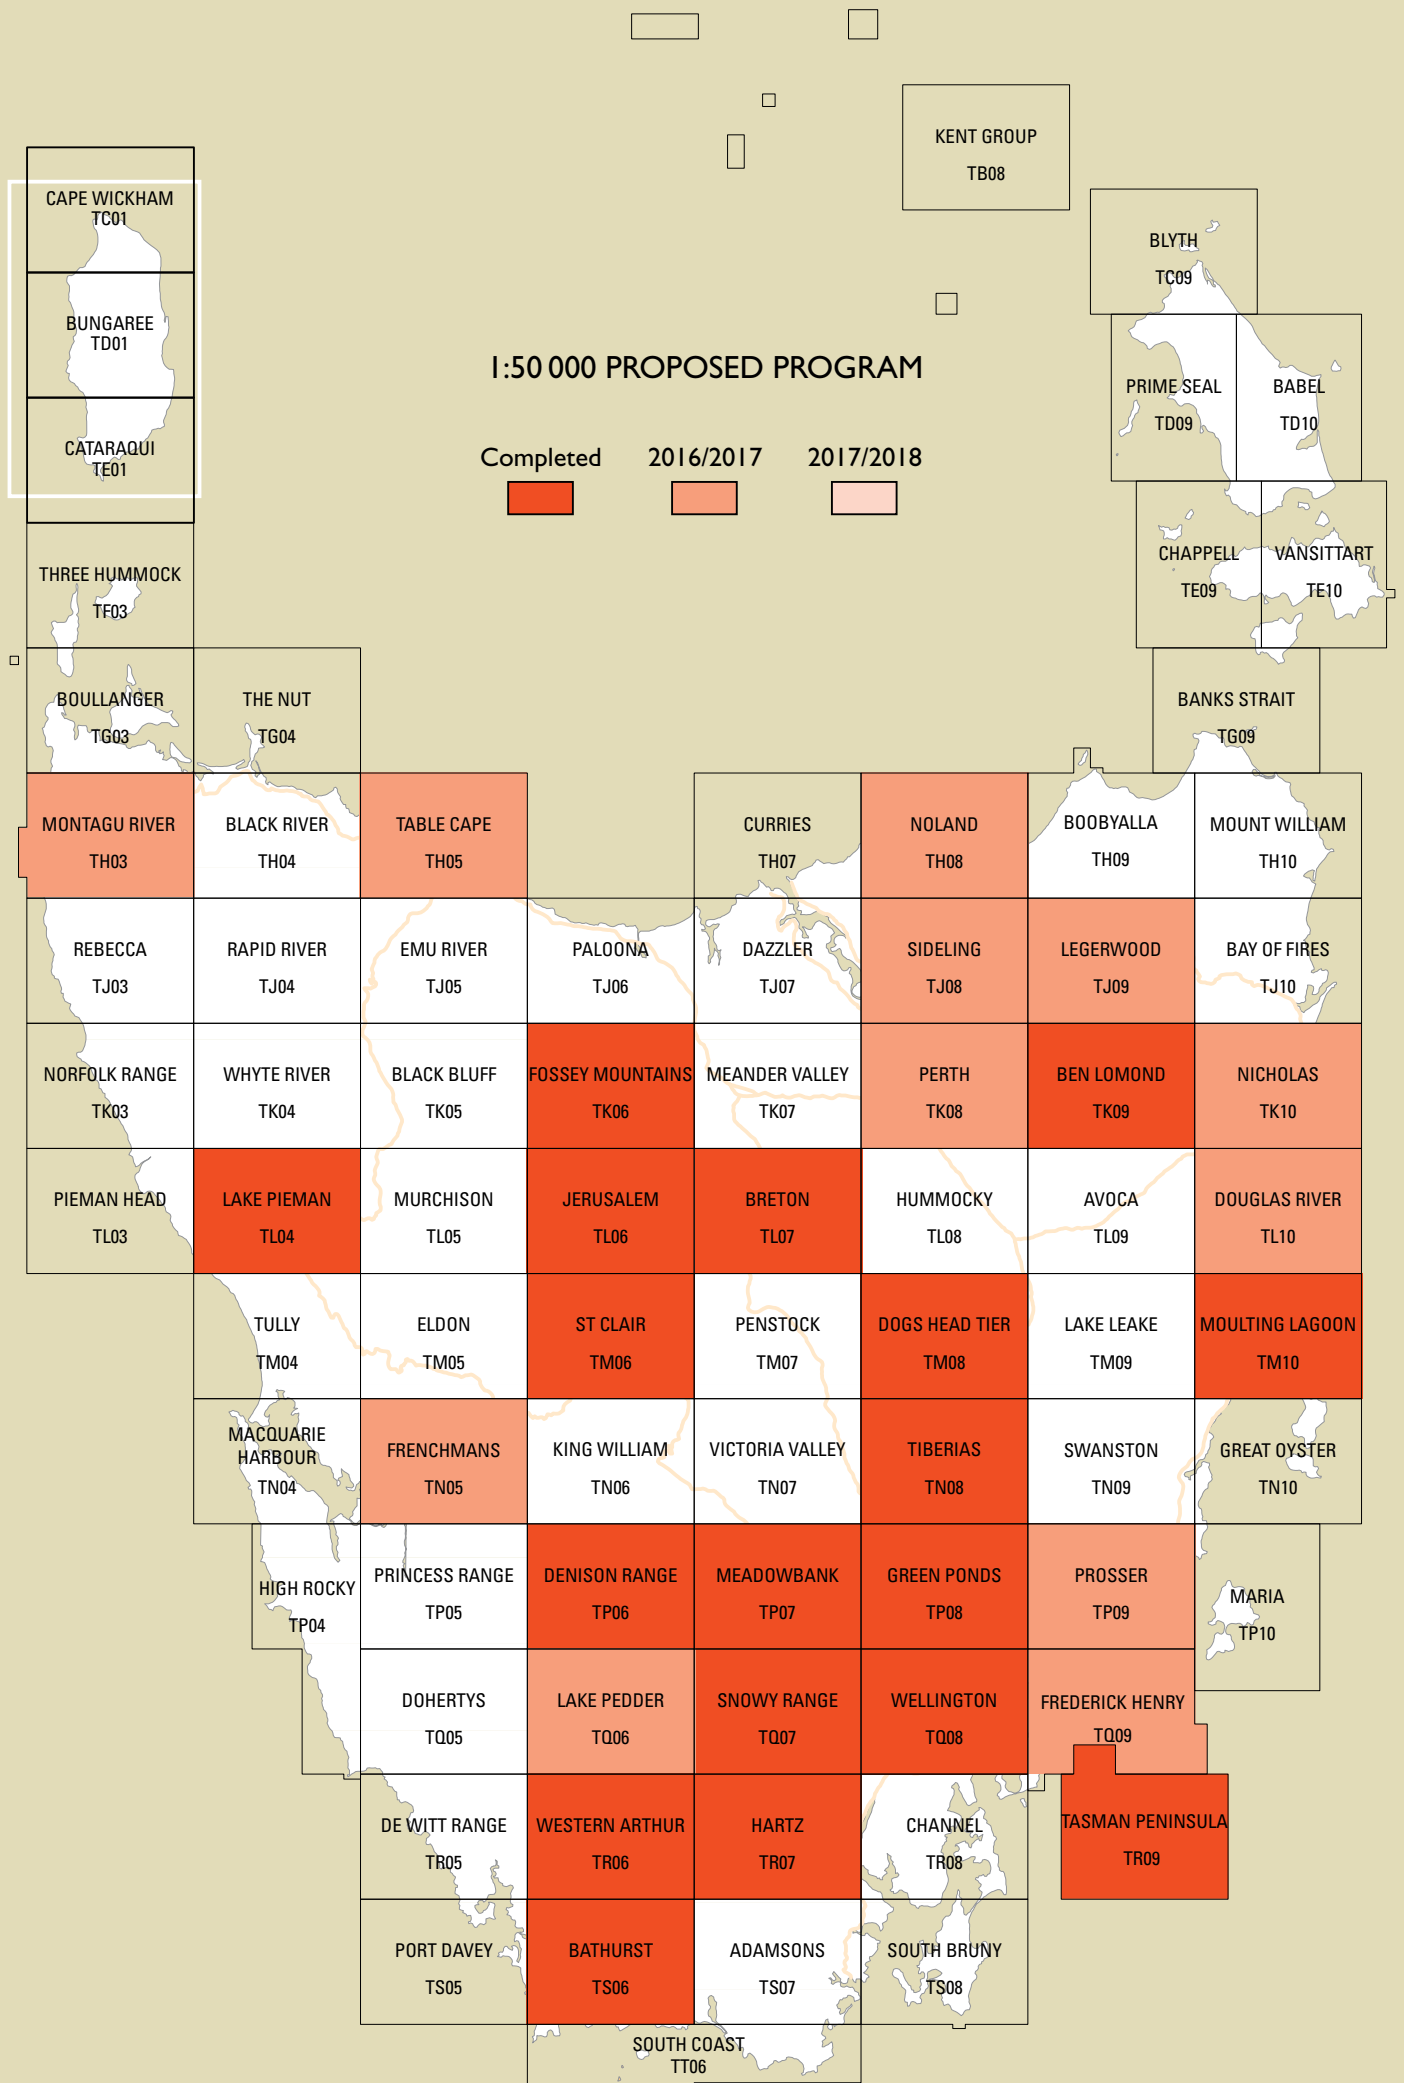 KENT GROUP
TB08
CAPE WICKHAM
TC01
BLYTH
TC09
BUNGAREE
TD01
1:50 000 PROPOSED PROGRAM
PRIME SEAL
TD09
BABEL
TD10
CATARAQUI
TE01
Completed
2016/2017
2017/2018
CHAPPELL
TE09
VANSITTART
TE10
THREE HUMMOCK
TF03
BOULLANGER
TG03
THE NUT
TG04
BANKS STRAIT
TG09
MONTAGU RIVER
TH03
BLACK RIVER
TH04
TABLE CAPE
TH05
CURRIES
TH07
NOLAND
TH08
BOOBYALLA
TH09
MOUNT WILLIAM
TH10
REBECCA
TJ03
RAPID RIVER
TJ04
EMU RIVER
TJ05
PALOONA
TJ06
DAZZLER
TJ07
SIDELING
TJ08
LEGERWOOD
TJ09
BAY OF FIRES
TJ10
NORFOLK RANGE
TK03
WHYTE RIVER
TK04
BLACK BLUFF
TK05
FOSSEY MOUNTAINS
TK06
MEANDER VALLEY
TK07
PERTH
TK08
BEN LOMOND
TK09
NICHOLAS
TK10
PIEMAN HEAD
TL03
LAKE PIEMAN
TL04
MURCHISON
TL05
JERUSALEM
TL06
BRETON
TL07
HUMMOCKY
TL08
AVOCA
TL09
DOUGLAS RIVER
TL10
TULLY
TM04
ELDON
TM05
ST CLAIR
TM06
PENSTOCK
TM07
DOGS HEAD TIER
TM08
LAKE LEAKE
TM09
MOULTING LAGOON
TM10
MACQUARIE
HARBOUR
TN04
FRENCHMANS
TN05
KING WILLIAM
TN06
VICTORIA VALLEY
TN07
TIBERIAS
TN08
SWANSTON
TN09
GREAT OYSTER
TN10
HIGH ROCKY
TP04
PRINCESS RANGE
TP05
DENISON RANGE
TP06
MEADOWBANK
TP07
GREEN PONDS
TP08
PROSSER
TP09
MARIA
TP10
DOHERTYS
TQ05
LAKE PEDDER
TQ06
SNOWY RANGE
TQ07
WELLINGTON
TQ08
FREDERICK HENRY
TQ09
DE WITT RANGE
TR05
WESTERN ARTHUR
TR06
HARTZ
TR07
CHANNEL
TR08
TASMAN PENINSULA
TR09
PORT DAVEY
TS05
BATHURST
TS06
ADAMSONS
TS07
SOUTH BRUNY
TS08
SOUTH COAST
TT06